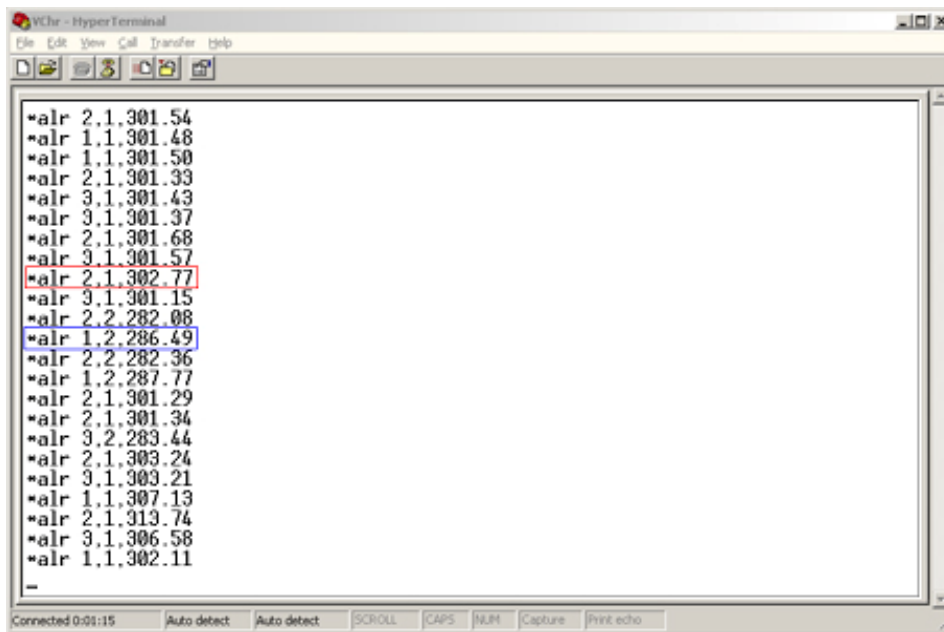 VChr - HyperTerminal
File Edit View Call Transfer Help
*alr 2,1,301.54
*alr 1,1,301.48
*alr 1,1,301.50
*alr 2,1,301.33
*alr 3,1,301.43
*alr 3,1,301.37
*alr 2,1,301.68
*alr 3,1,301.57
*alr 2,1,302.77
*alr 3,1,301.15
*alr 2,2,282.08
*alr 1,2,286.49
*alr 2,2,282.36
*alr 1,2,287.77
*alr 2,1,301.29
*alr 2,1,301.34
*alr 3,2,283.44
*alr 2,1,303.24
*alr 3,1,303.21
*alr 1,1,307.13
*alr 2,1,313.74
*alr 3,1,306.58
*alr 1,1,302.11
_
Connected 0:01:15 Auto detect Auto detect SCROLL CAPS NUM Capture Print echo